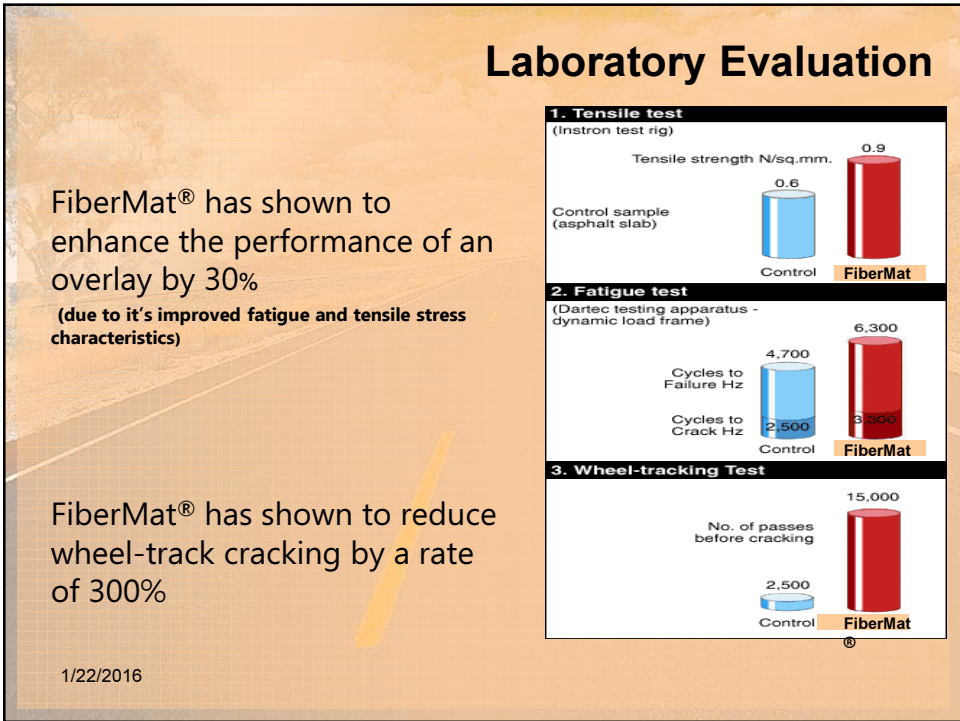 Laboratory Evaluation
FiberMat® has shown to
enhance the performance of an
overlay by 30%
(due to it's improved fatigue and tensile stress
characteristics)
FiberMat® has shown to reduce
wheel-track cracking by a rate
of 300%
1. Tensile test
(Instron test rig)
Tensile strength N/sq.mm.
0.9
0.6
Control sample
(asphalt slab)
Control
FiberMat
2. Fatigue test
(Dartec testing apparatus -
dynamic load frame)
6,300
4,700
Cycles to
Failure Hz
Cycles to
Crack Hz
2,500
3,300
Control
FiberMat
3. Wheel-tracking Test
15,000
No. of passes
before cracking
2,500
Control
FiberMat
®
1/22/2016